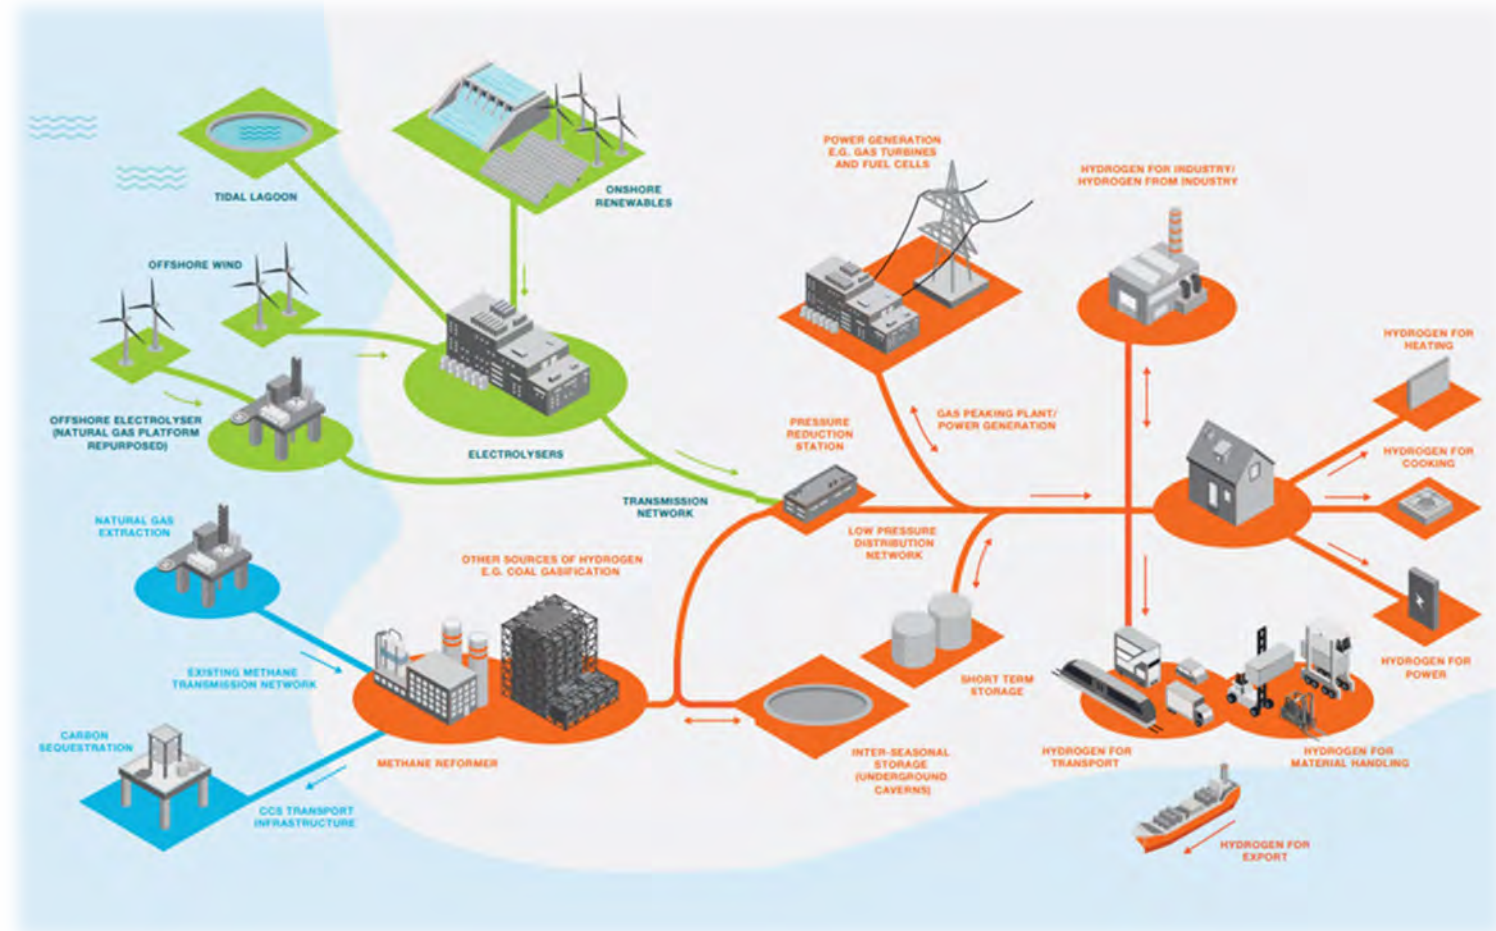 TIDAL LAGOON
ONSHORE
RENEWABLES
POWER GENERATION
E.G. GAS TURBINES
AND FUEL CELLS
HYDROGEN FOR INDUSTRY/
HYDROGEN FROM INDUSTRY
OFFSHORE WIND
OFFSHORE ELECTROLYSER
(NATURAL GAS PLATFORM
REPURPOSED)
ELECTROLYSERS
PRESSURE
REDUCTION
STATION
GAS PEAKING PLANT/
POWER GENERATION
HYDROGEN FOR
HEATING
HYDROGEN FOR
COOKING
TRANSMISSION
NETWORK
NATURAL GAS
EXTRACTION
OTHER SOURCES OF HYDROGEN
E.G. COAL GASIFICATION
LOW PRESSURE
DISTRIBUTION
NETWORK
EXISTING METHANE
TRANSMISSION NETWORK
SHORT TERM
STORAGE
HYDROGEN FOR
POWER
CARBON
SEQUESTRATION
METHANE REFORMER
INTER-SEASONAL
STORAGE
(UNDERGROUND
CAVERNS)
HYDROGEN FOR
TRANSPORT
HYDROGEN FOR
MATERIAL HANDLING
CCS TRANSPORT
INFRASTRUCTURE
HYDROGEN FOR
EXPORT